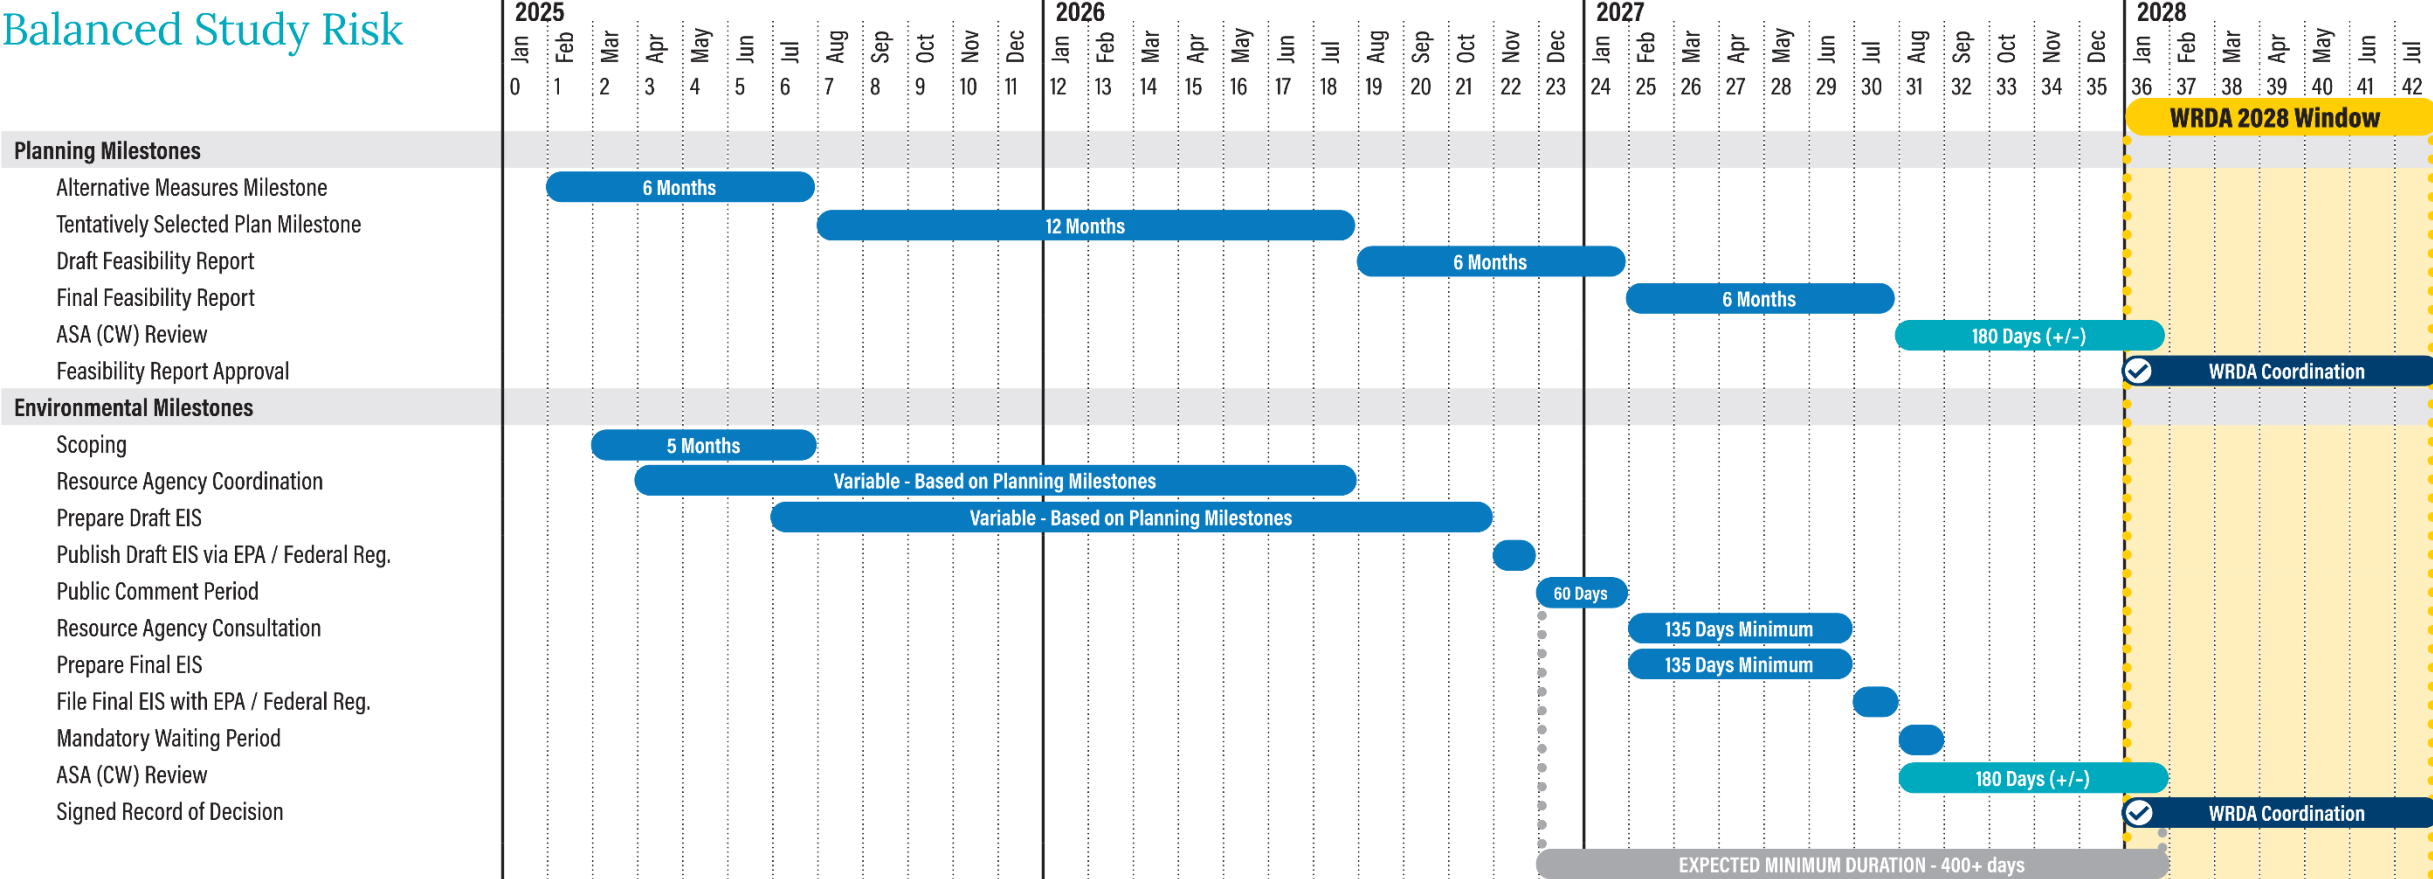 Balanced Study Risk
2025 2026 2027 2028
Jan Feb Mar Apr May Jun Jul Aug Sep Oct Nov Dec Jan Feb Mar Apr May Jun Jul Aug Sep Oct Nov Dec Jan Feb Mar Apr May Jun Jul Aug Sep Oct Nov Dec Jan Feb Mar Apr May Jun Jul
0 1 2 3 4 5 6 7 8 9 10 11 12 13 14 15 16 17 18 19 20 21 22 23 24 25 26 27 28 29 30 31 32 33 34 35 36 37 38 39 40 41 42
WRDA 2028 Window
Planning Milestones
Alternative Measures Milestone 6 Months
Tentatively Selected Plan Milestone 12 Months
Draft Feasibility Report 6 Months
Final Feasibility Report 6 Months
ASA (CW) Review 180 Days (+/-)
Feasibility Report Approval WRDA Coordination
Environmental Milestones
Scoping 5 Months
Resource Agency Coordination Variable - Based on Planning Milestones
Prepare Draft EIS Variable - Based on Planning Milestones
Publish Draft EIS via EPA / Federal Reg.
Public Comment Period 60 Days
Resource Agency Consultation 135 Days Minimum
Prepare Final EIS 135 Days Minimum
File Final EIS with EPA / Federal Reg.
Mandatory Waiting Period
ASA (CW) Review 180 Days (+/-)
Signed Record of Decision WRDA Coordination
EXPECTED MINIMUM DURATION - 400+ days